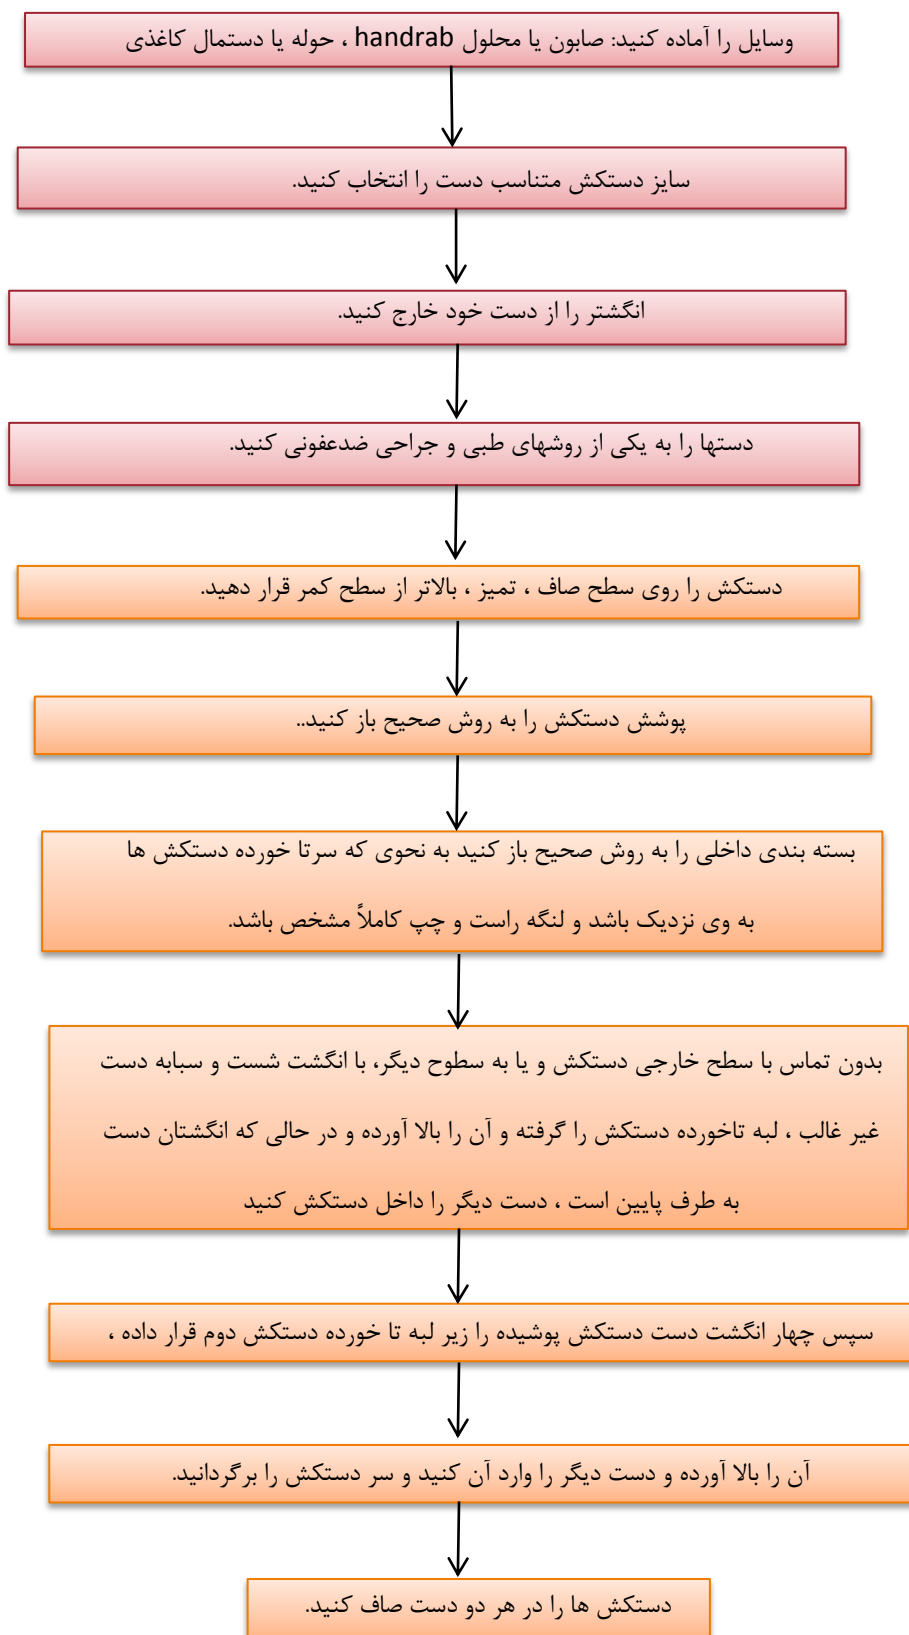 وسایل را آماده کنید: صابون یا محلول handrab ، حوله یا دستمال کاغذی
سایز دستکش متناسب دست را انتخاب کنید.
انگشتر را از دست خود خارج کنید.
دستها را به یکی از روشهای طبی و جراحی ضدعفونی کنید.
دستکش را روی سطح صاف ، تمیز ، بالاتر از سطح کمر قرار دهید.
پوشش دستکش را به روش صحیح باز کنید..
بسته بندی داخلی را به روش صحیح باز کنید به نحوی که سرتا خورده دستکش ها
به وی نزدیک باشد و لنگه راست و چپ کاملاً مشخص باشد.
بدون تماس با سطح خارجی دستکش و یا به سطوح دیگر، با انگشت شست و سبابه دست
غیر غالب ، لبه تاخورده دستکش را گرفته و آن را بالا آورده و در حالی که انگشتان دست
به طرف پایین است ، دست دیگر را داخل دستکش کنید
سپس چهار انگشت دست دستکش پوشیده را زیر لبه تا خورده دستکش دوم قرار داده ،
آن را بالا آورده و دست دیگر را وارد آن کنید و سر دستکش را برگردانید.
دستکش ها را در هر دو دست صاف کنید.